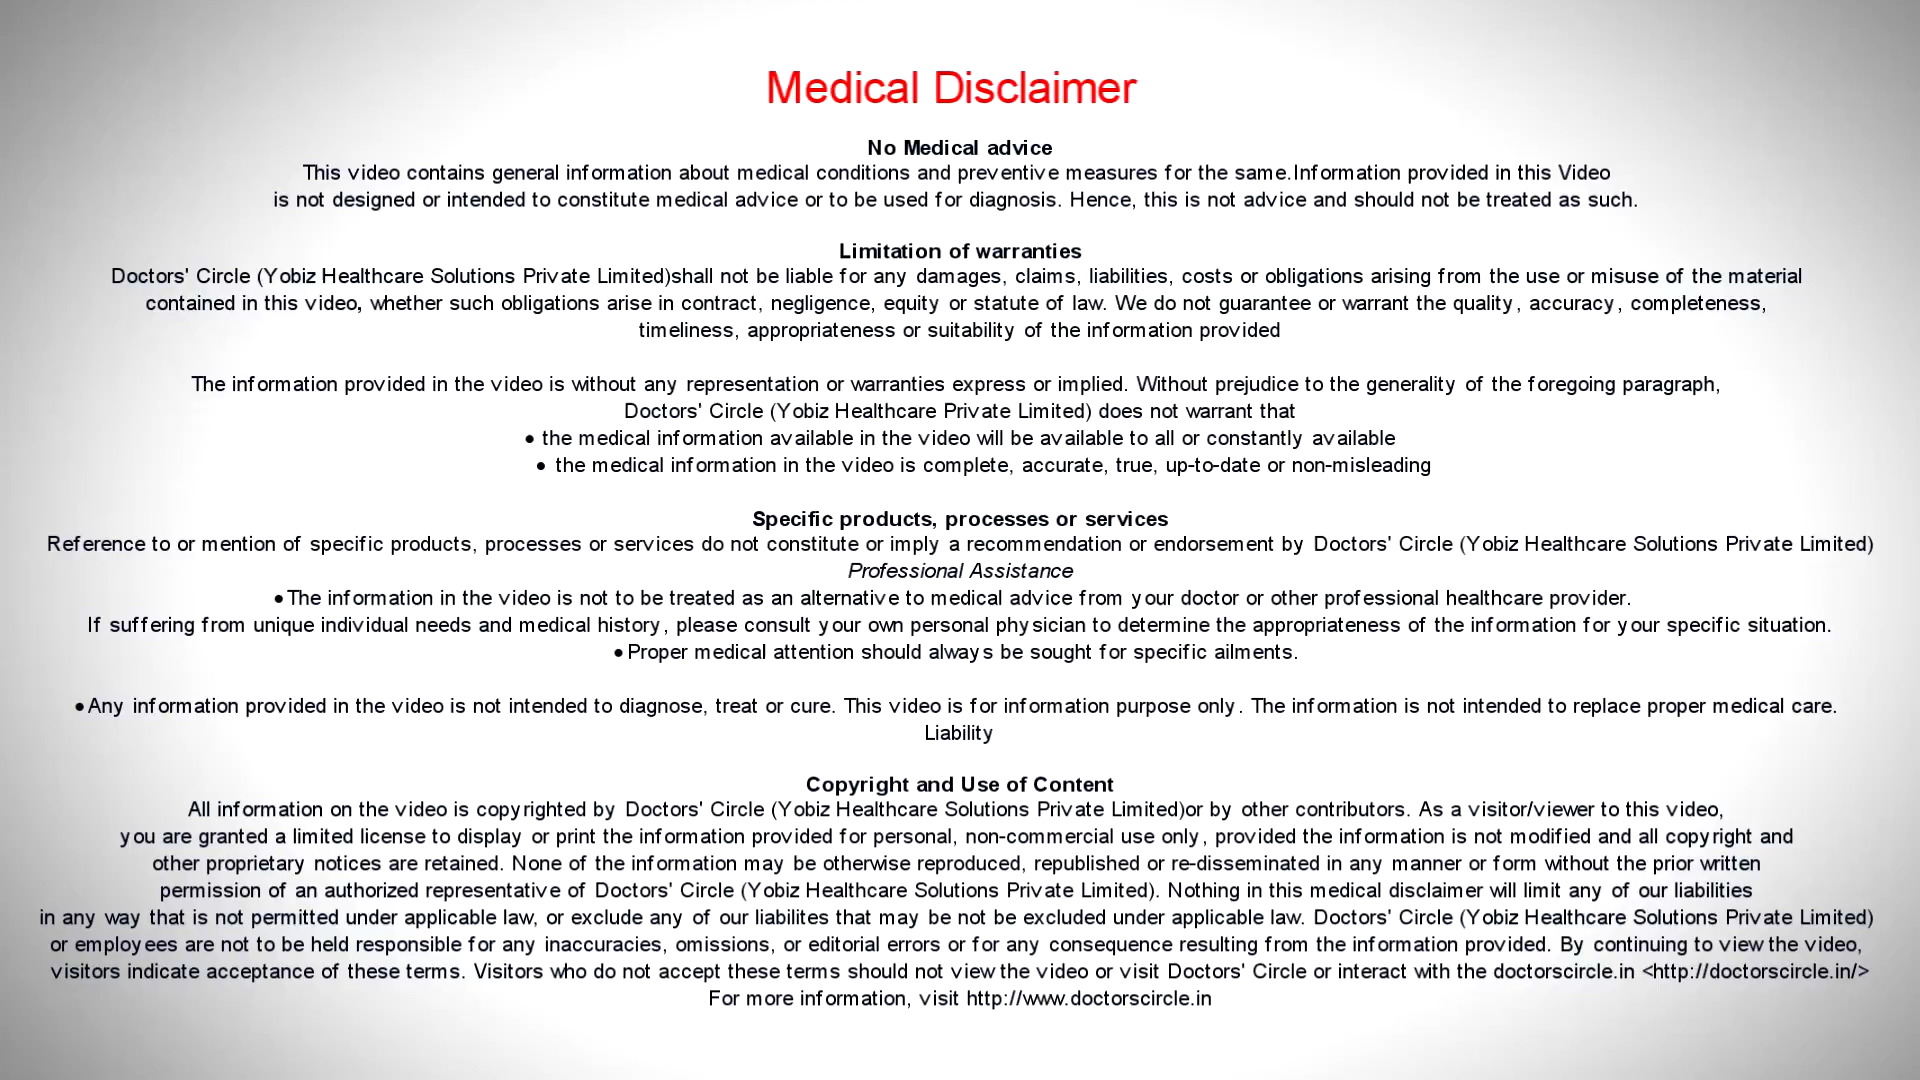 Medical Disclaimer
No Medical advice
This video contains general information about medical conditions and preventive measures for the same.Information provided in this Video
is not designed or intended to constitute medical advice or to be used for diagnosis. Hence, this is not advice and should not be treated as such.
Limitation of warranties
Doctors' Circle (Yobiz Healthcare Solutions Private Limited)shall not be liable for any damages, claims, liabilities, costs or obligations arising from the use or misuse of the material
contained in this video, whether such obligations arise in contract, negligence, equity or statute of law. We do not guarantee or warrant the quality, accuracy, completeness,
timeliness, appropriateness or suitability of the information provided
The information provided in the video is without any representation or warranties express or implied. Without prejudice to the generality of the foregoing paragraph,
Doctors' Circle (Yobiz Healthcare Private Limited) does not warrant that
• the medical information available in the video will be available to all or constantly available
• the medical information in the video is complete, accurate, true, up-to-date or non-misleading
Specific products, processes or services
Reference to or mention of specific products, processes or services do not constitute or imply a recommendation or endorsement by Doctors' Circle (Yobiz Healthcare Solutions Private Limited)
Professional Assistance
•The information in the video is not to be treated as an alternative to medical advice from your doctor or other professional healthcare provider.
If suffering from unique individual needs and medical history, please consult your own personal physician to determine the appropriateness of the information for your specific situation.
•Proper medical attention should always be sought for specific ailments.
•Any information provided in the video is not intended to diagnose, treat or cure. This video is for information purpose only. The information is not intended to replace proper medical care.
Liability
Copyright and Use of Content
All information on the video is copyrighted by Doctors' Circle (Yobiz Healthcare Solutions Private Limited)or by other contributors. As a visitor/viewer to this video,
you are granted a limited license to display or print the information provided for personal, non-commercial use only, provided the information is not modified and all copyright and
other proprietary notices are retained. None of the information may be otherwise reproduced, republished or re-disseminated in any manner or form without the prior written
permission of an authorized representative of Doctors' Circle (Yobiz Healthcare Solutions Private Limited). Nothing in this medical disclaimer will limit any of our liabilities
in any way that is not permitted under applicable law, or exclude any of our liabilites that may be not be excluded under applicable law. Doctors' Circle (Yobiz Healthcare Solutions Private Limited)
or employees are not to be held responsible for any inaccuracies, omissions, or editorial errors or for any consequence resulting from the information provided. By continuing to view the video,
visitors indicate acceptance of these terms. Visitors who do not accept these terms should not view the video or visit Doctors' Circle or interact with the doctorscircle.in <http://doctorscircle.in/>
For more information, visit http://www.doctorscircle.in